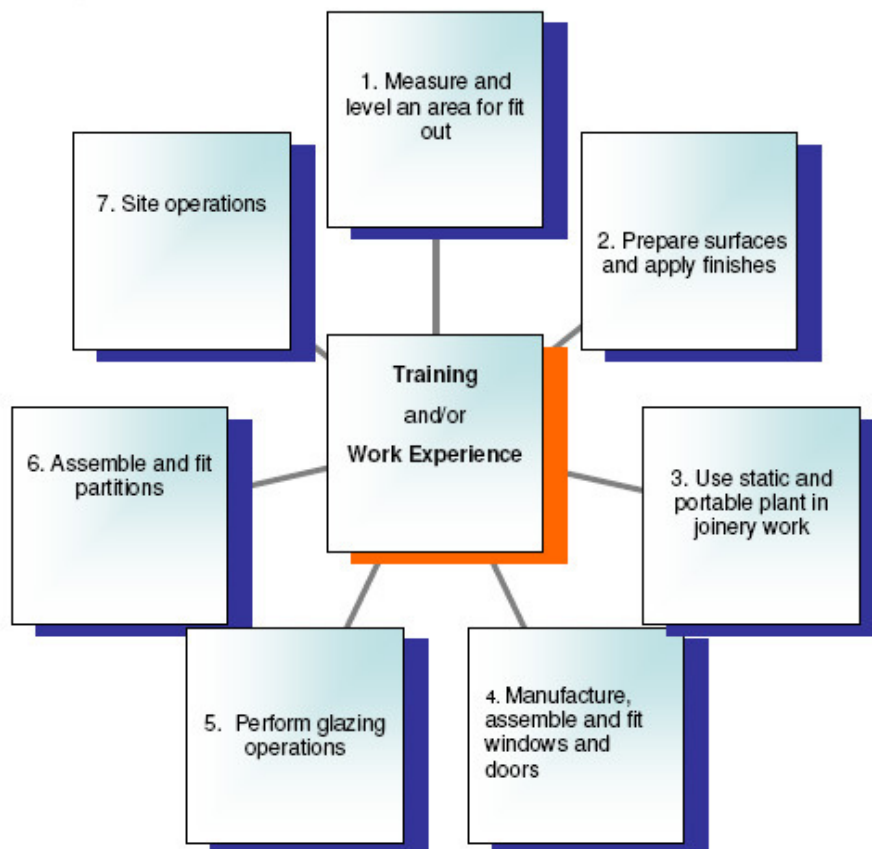 1. Measure and
level an area for fit
out
7. Site operations
2. Prepare surfaces
and apply finishes
Training
and/or
Work Experience
6. Assemble and fit
partitions
3. Use static and
portable plant in
joinery work
5. Perform glazing
operations
4. Manufacture,
assemble and fit
windows and
doors